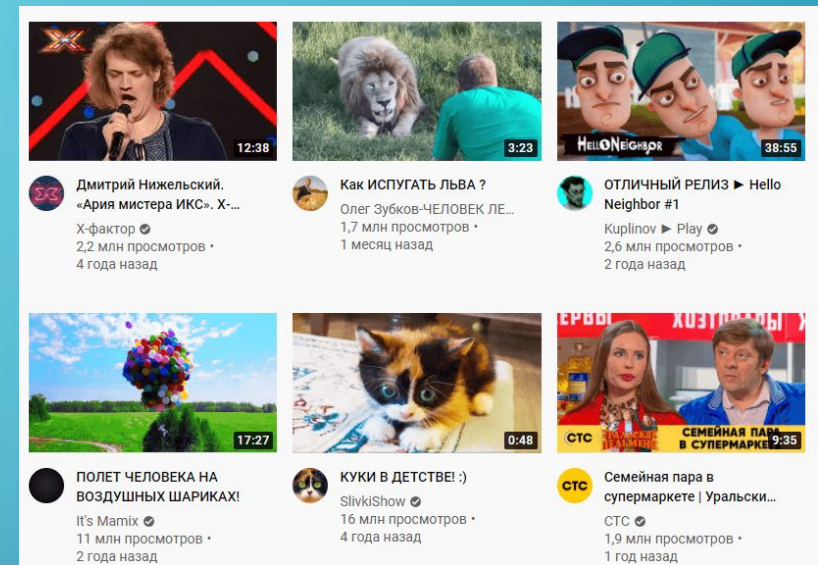 12:38
Дмитрий Нижельский.
«Ария мистера ИКС». X-...
Х-фактор
2,2 млн просмотров •
4 года назад
3:23
Как ИСПУГАТЬ ЛЬВА ?
Олег Зубков-ЧЕЛОВЕК ЛЕ...
1,7 млн просмотров •
1 месяц назад
HELLO NEIGHBOR
38:55
ОТЛИЧНЫЙ РЕЛИЗ ► Hello
Neighbor #1
Kuplinov ► Play
2,6 млн просмотров •
2 года назад
17:27
ПОЛЕТ ЧЕЛОВЕКА НА
ВОЗДУШНЫХ ШАРИКАХ!
It's Mamix
11 млн просмотров •
2 года назад
0:48
КУКИ В ДЕТСТВЕ! :)
SlivkiShow
16 млн просмотров •
4 года назад
СТС
СЕМЕЙНАЯ ПАРА
В СУПЕРМАРКЕ
9:35
СТС
Семейная пара в
супермаркете | Уральски...
СТС
1,9 млн просмотров •
1 год назад